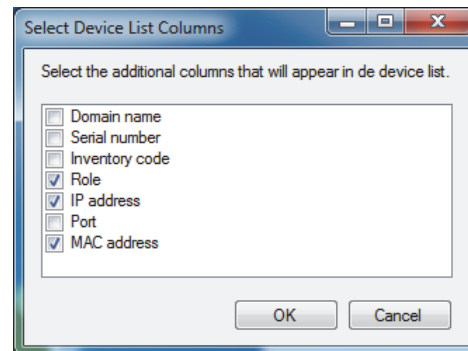 Select Device List Columns
Select the additional columns that will appear in de device list.
Domain name
Serial number
Inventory code
Role
IP address
Port
MAC address
OK Cancel